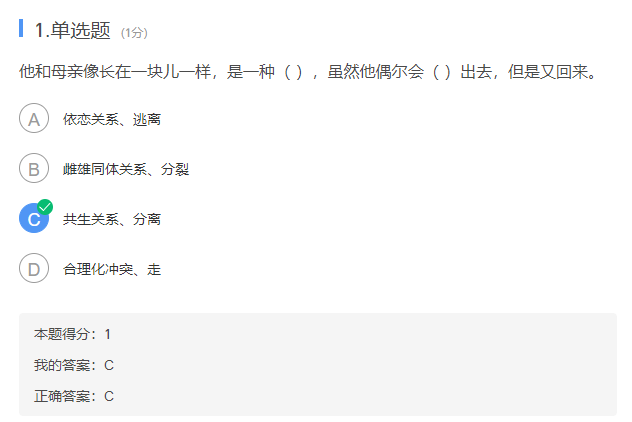 1.单选题 (1分)
他和母亲像长在一块儿一样，是一种（ ），虽然他偶尔会（ ）出去，但是又回来。
A 依恋关系、逃离
B 雌雄同体关系、分裂
C 共生关系、分离
D 合理化冲突、走
本题得分：1
我的答案：C
正确答案：C